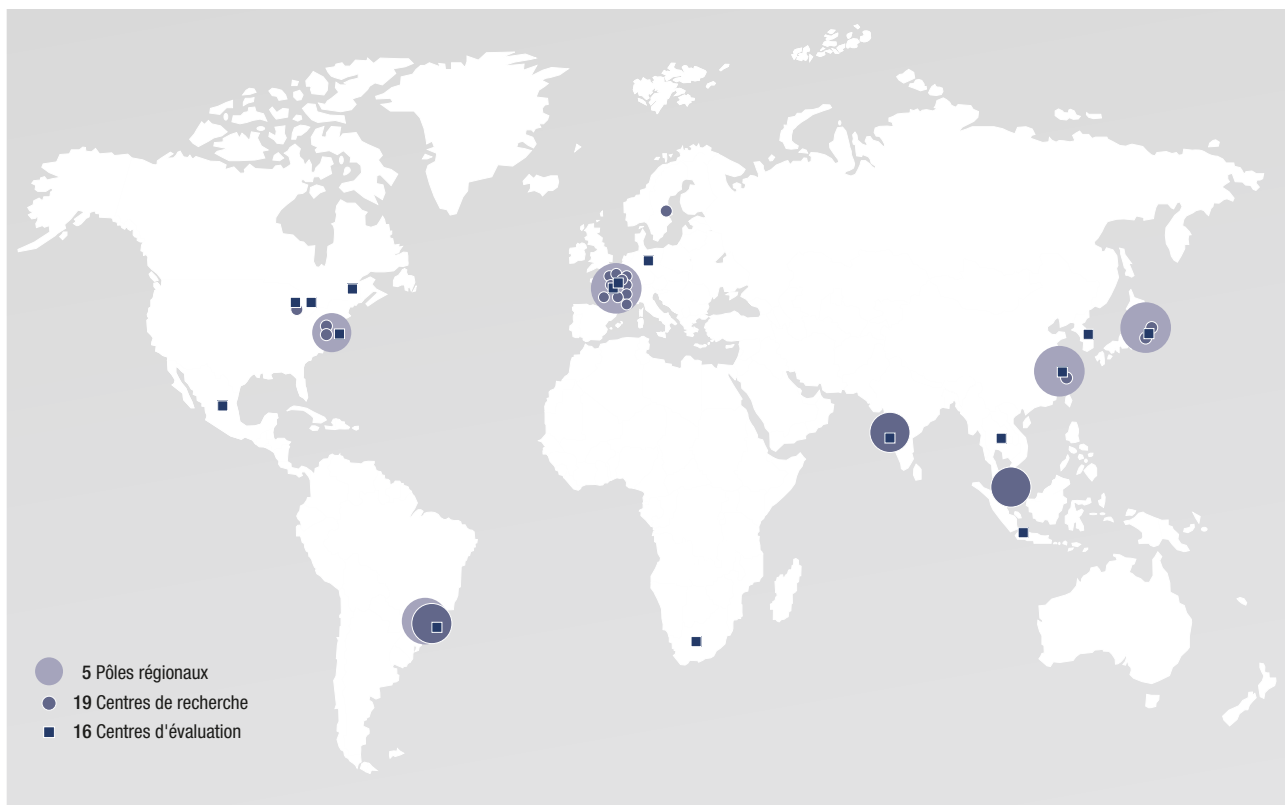 5 Pôles régionaux
19 Centres de recherche
16 Centres d'évaluation